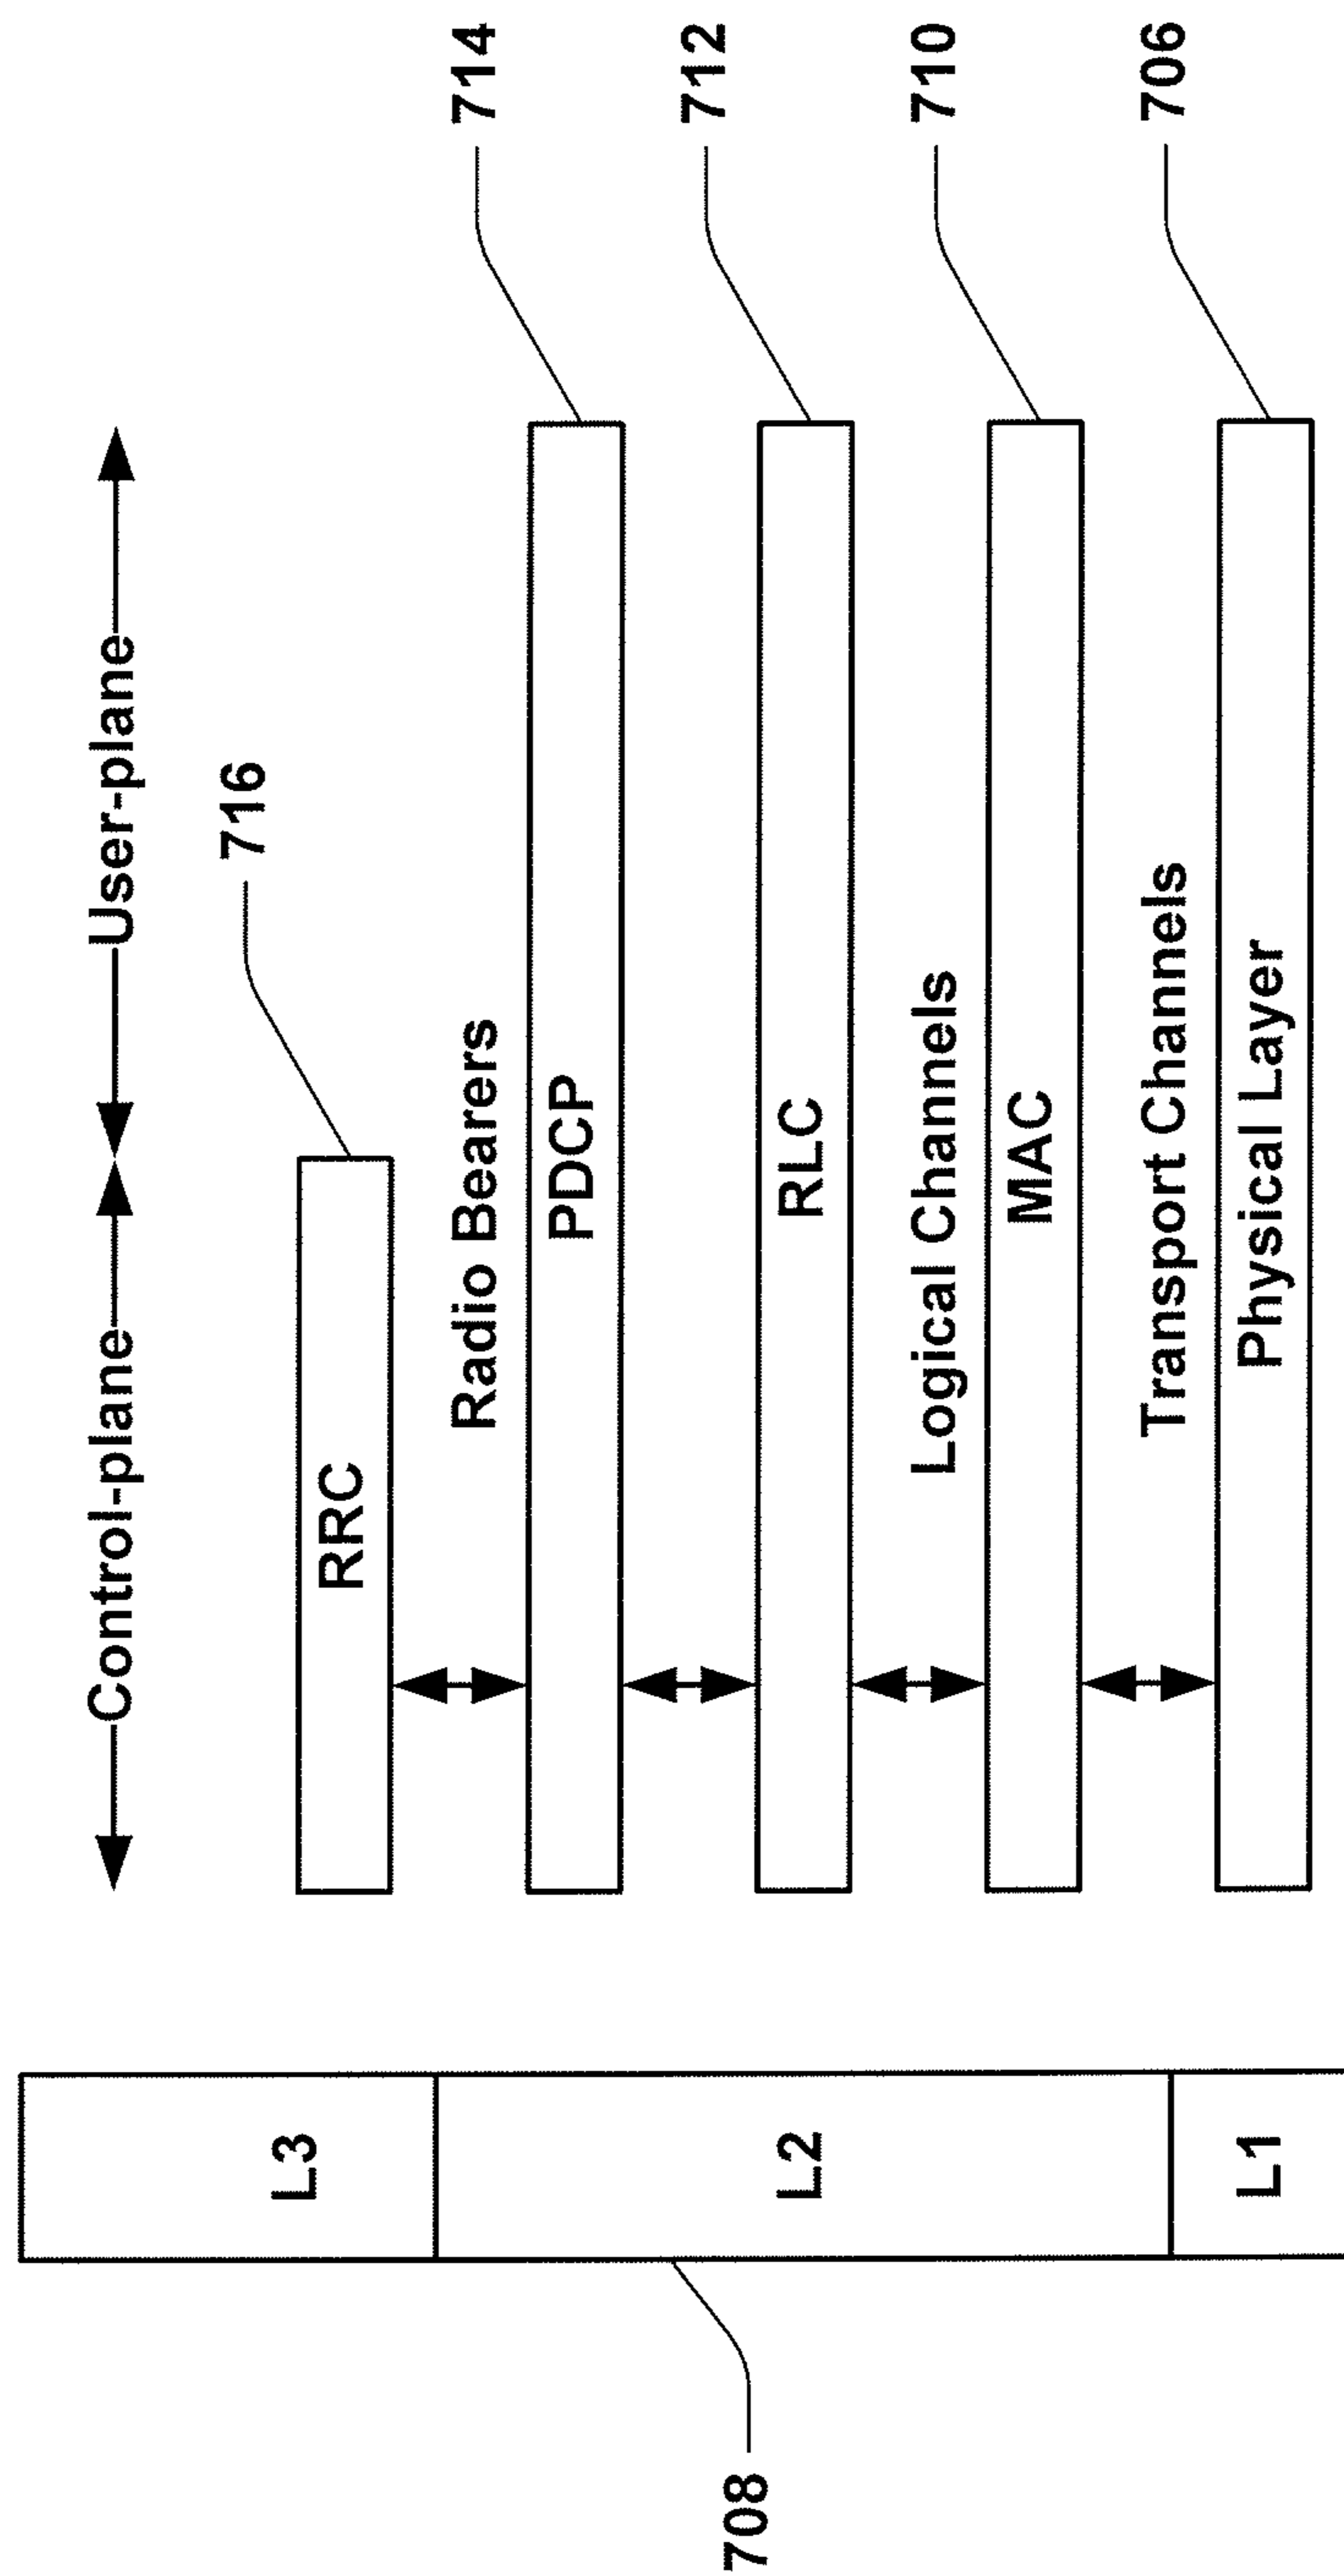 Control-plane
User-plane
716
RRC
L3
Radio Bearers
714
PDCP
708
712
L2
RLC
Logical Channels
710
MAC
Transport Channels
706
L1
Physical Layer